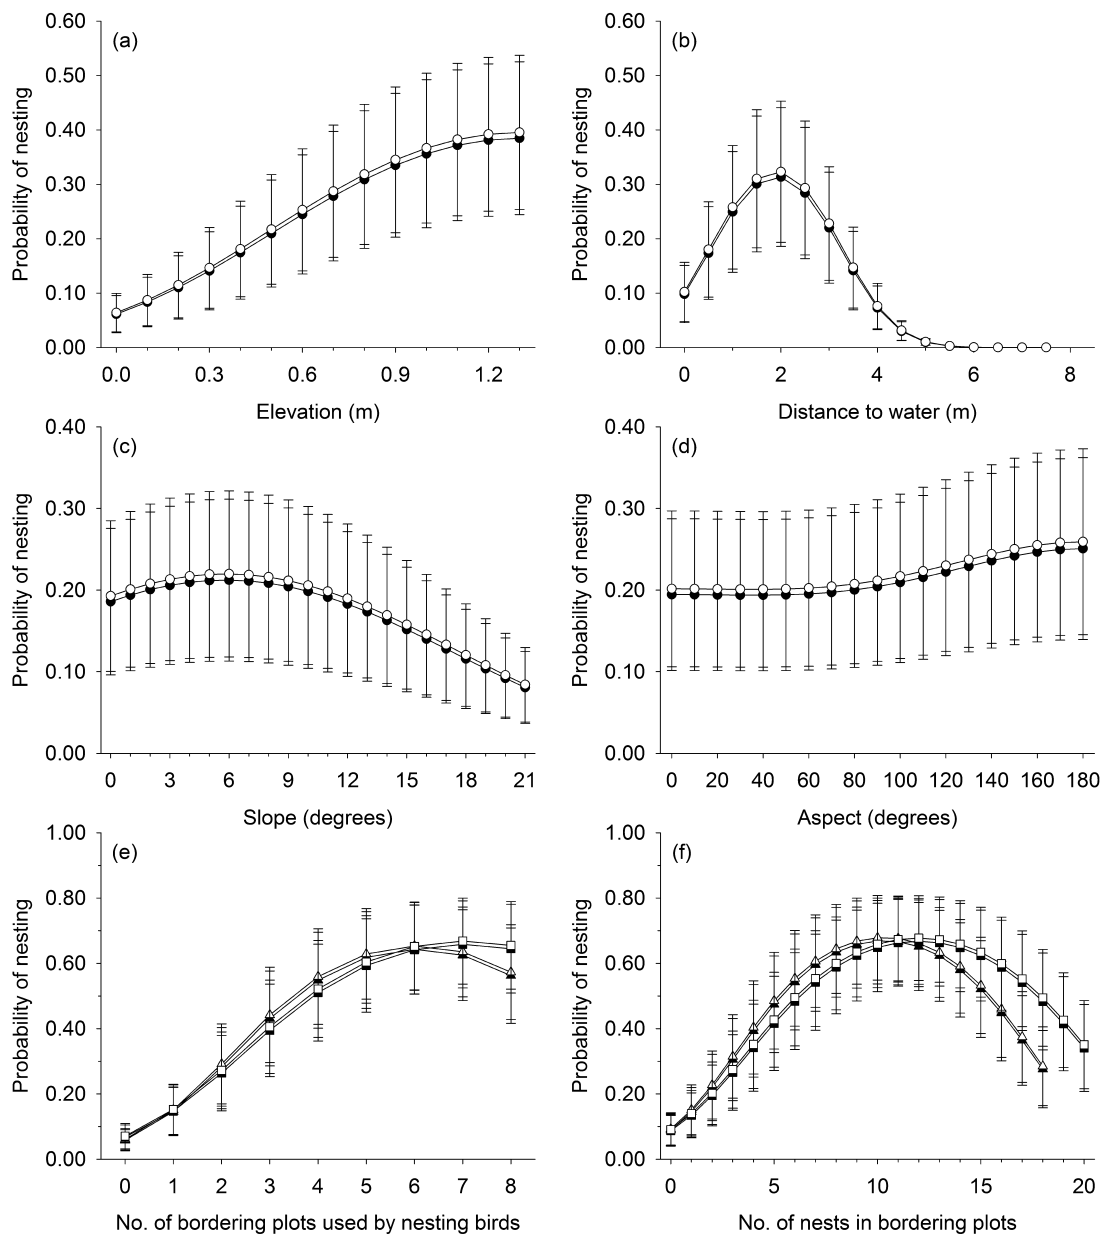 (a)
Probability of nesting
0.60
0.50
0.40
0.30
0.20
0.10
0.00
0.0 0.3 0.6 0.9 1.2
Elevation (m)
(b)
Probability of nesting
0.60
0.50
0.40
0.30
0.20
0.10
0.00
0 2 4 6 8
Distance to water (m)
(c)
Probability of nesting
0.40
0.30
0.20
0.10
0.00
0 3 6 9 12 15 18 21
Slope (degrees)
(d)
Probability of nesting
0.40
0.30
0.20
0.10
0.00
0 20 40 60 80 100 120 140 160 180
Aspect (degrees)
(e)
Probability of nesting
1.00
0.80
0.60
0.40
0.20
0.00
0 1 2 3 4 5 6 7 8
No. of bordering plots used by nesting birds
(f)
Probability of nesting
1.00
0.80
0.60
0.40
0.20
0.00
0 5 10 15 20
No. of nests in bordering plots